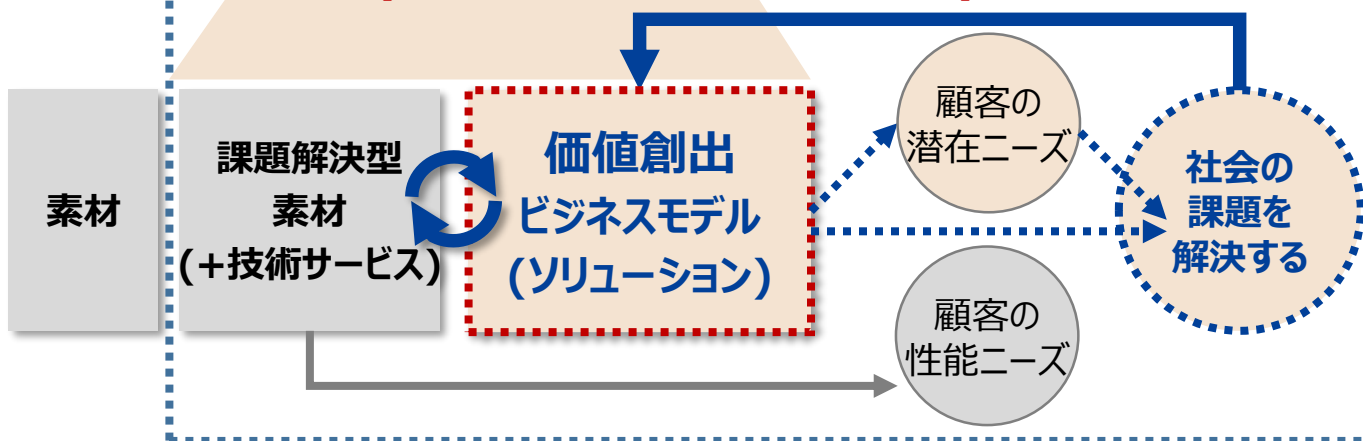 素材
課題解決型
素材
(+技術サービス)
価値創出
ビジネスモデル
(ソリューション)
顧客の
潜在ニーズ
顧客の
性能ニーズ
社会の
課題を
解決する